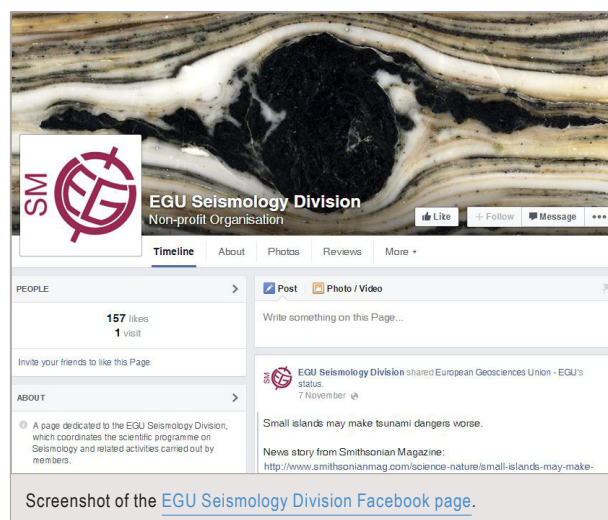 SM
EGU
EGU Seismology Division
Non-profit Organisation
Like
+ Follow
Message
•••
Timeline
About
Photos
Reviews
More
PEOPLE
157 likes
1 visit
Invite your friends to like this Page
ABOUT
A page dedicated to the EGU Seismology Division,
which coordinates the scientific programme on
Seismology and related activities carried out by
members.
Post
Photo / Video
Write something on this Page...
SM EGU
EGU Seismology Division shared European Geosciences Union - EGU's
status.
7 November
Small islands may make tsunami dangers worse.
News story from Smithsonian Magazine:
http://www.smithsonianmag.com/science-nature/small-islands-may-make-
Screenshot of the EGU Seismology Division Facebook page.